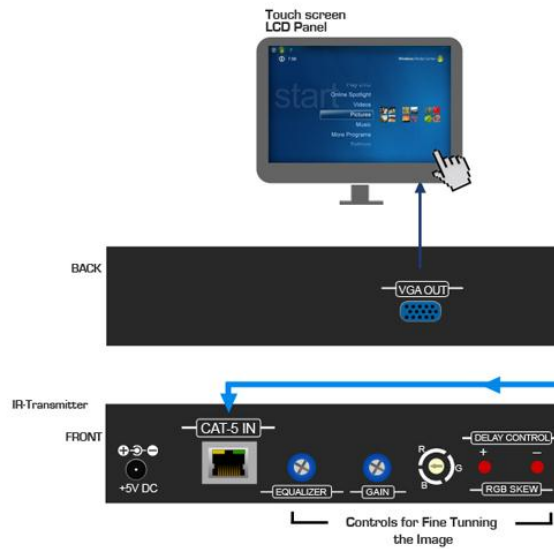 Touch screen
LCD Panel
start
Online Spotlight
Videos
Pictures
Music
More Programs
BACK
VGA OUT
IR-Transmitter
FRONT
CAT-5 IN
+5V DC
EQUALIZER
GAIN
R
G
B
DELAY CONTROL
+ −
RGB SKEW
Controls for Fine Tunning
the Image